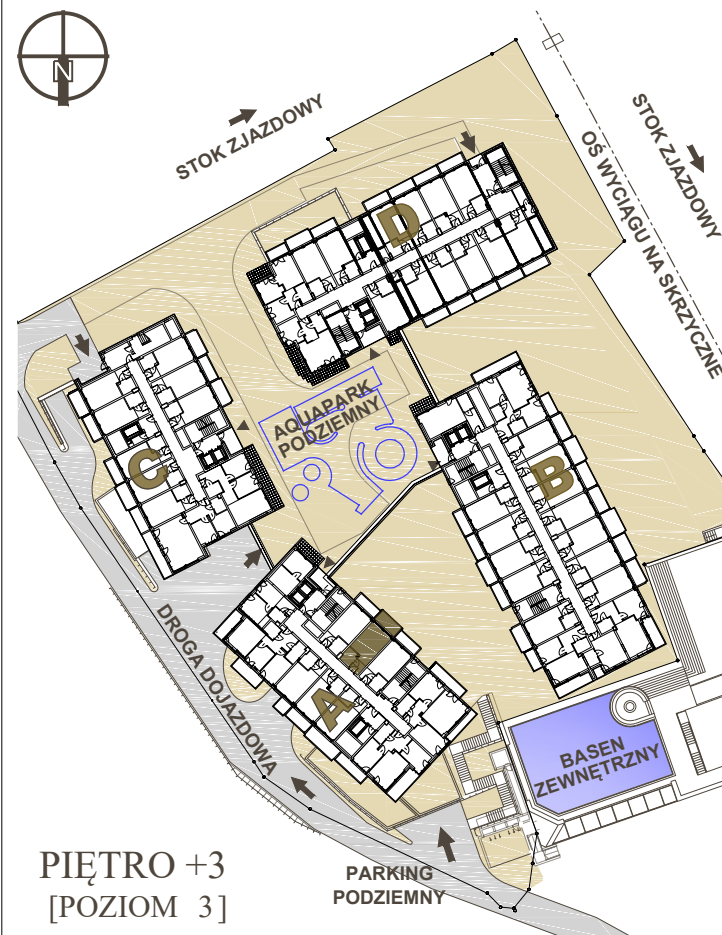 N
STOK ZJAZDOWY
STOK ZJAZDOWY
OŚ WYCIĄGU NA SKRZYCZNE
D
AQUAPARK
PODZIEMNY
C
B
A
DROGA DOJAZDOWA
BASEN
ZEWNĘTRZNY
PIĘTRO +3
[POZIOM 3]
PARKING
PODZIEMNY